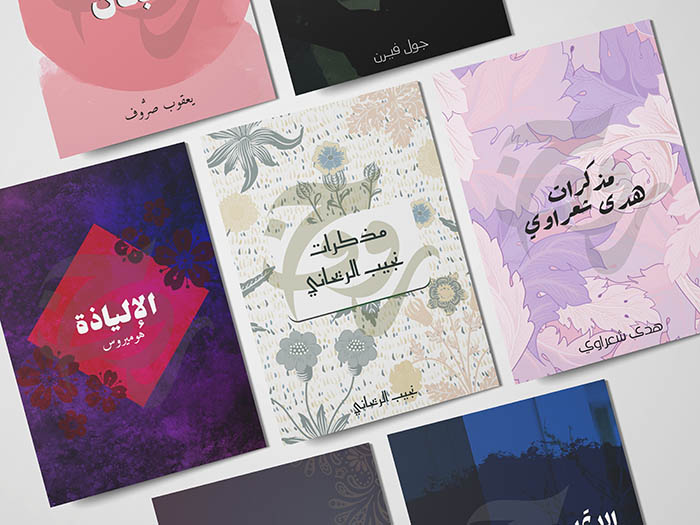 يعقوب صرُّوف
جول فيرن
مذكرات
هدى شعراوي
هدى شعراوي
مذكرات
نجيب الريحاني
نجيب الريحاني
الإلياذة
هوميروس